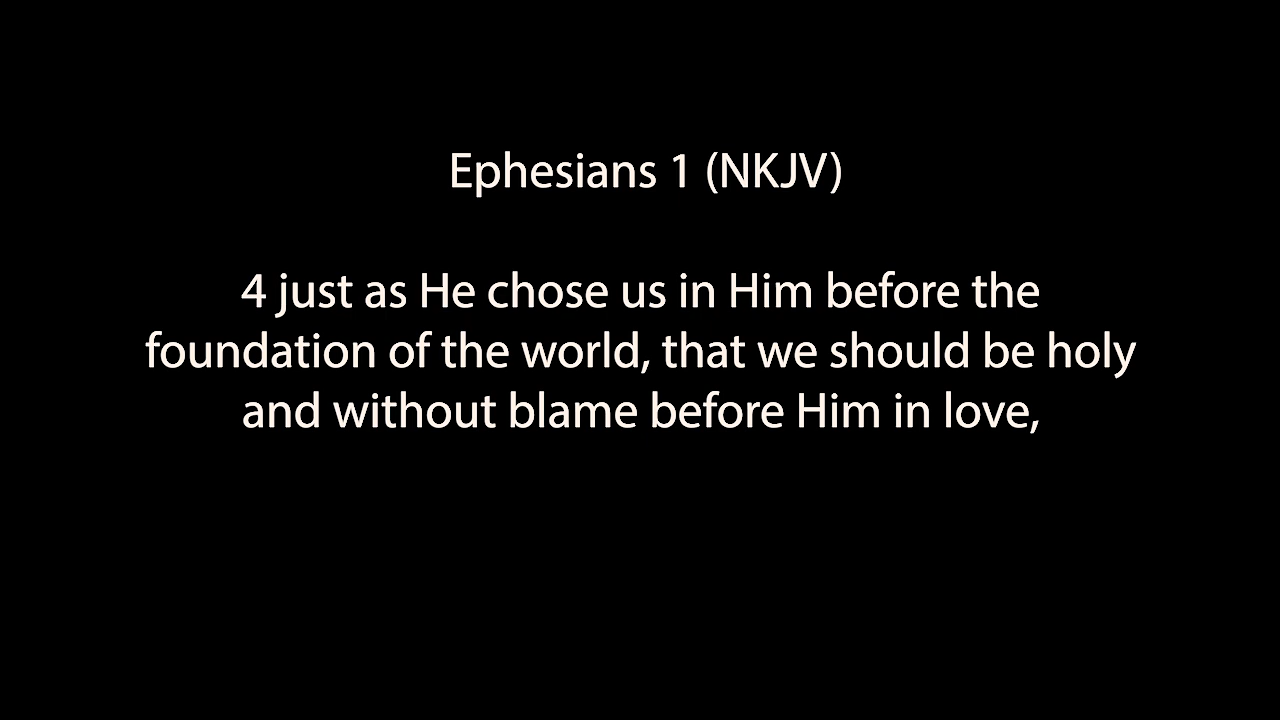 Ephesians 1 (NKJV)
4 just as He chose us in Him before the
foundation of the world, that we should be holy
and without blame before Him in love,